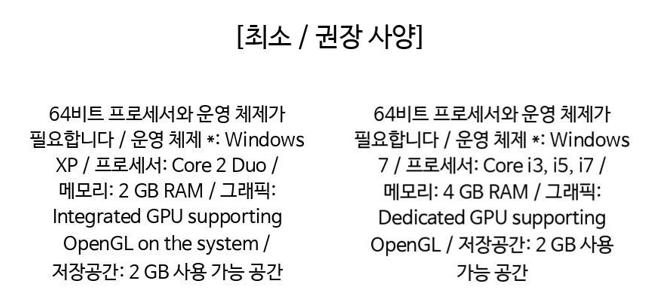 [최소 / 권장 사양]
64비트 프로세서와 운영 체제가
필요합니다 / 운영 체제 *: Windows
XP / 프로세서: Core 2 Duo /
메모리: 2 GB RAM / 그래픽:
Integrated GPU supporting
OpenGL on the system /
저장공간: 2 GB 사용 가능 공간
64비트 프로세서와 운영 체제가
필요합니다 / 운영 체제 *: Windows
7 / 프로세서: Core i3, i5, i7 /
메모리: 4 GB RAM / 그래픽:
Dedicated GPU supporting
OpenGL / 저장공간: 2 GB 사용
가능 공간